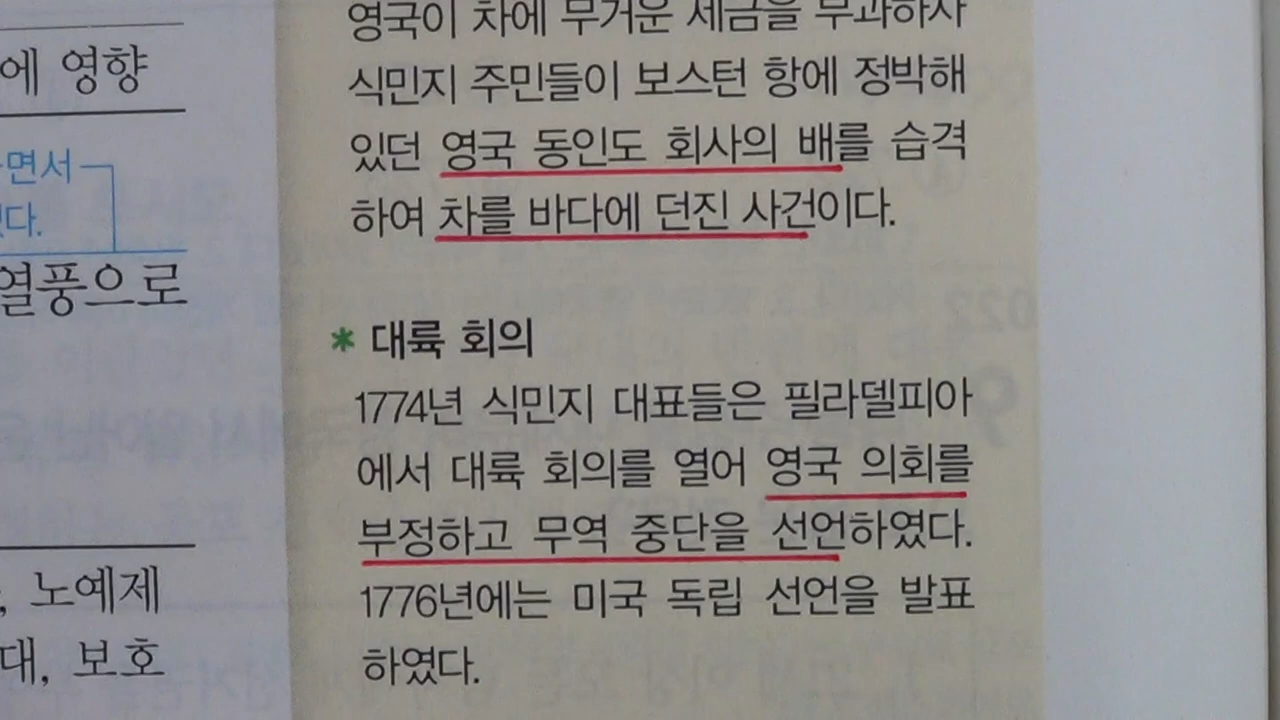 에 영향
면서
다.
열풍으로
, 노예제
대, 보호
영국이 차에 무거운 세금을 부과하자
식민지 주민들이 보스턴 항에 정박해
있던 영국 동인도 회사의 배를 습격
하여 차를 바다에 던진 사건이다.
* 대륙 회의
1774년 식민지 대표들은 필라델피아
에서 대륙 회의를 열어 영국 의회를
부정하고 무역 중단을 선언하였다.
1776년에는 미국 독립 선언을 발표
하였다.